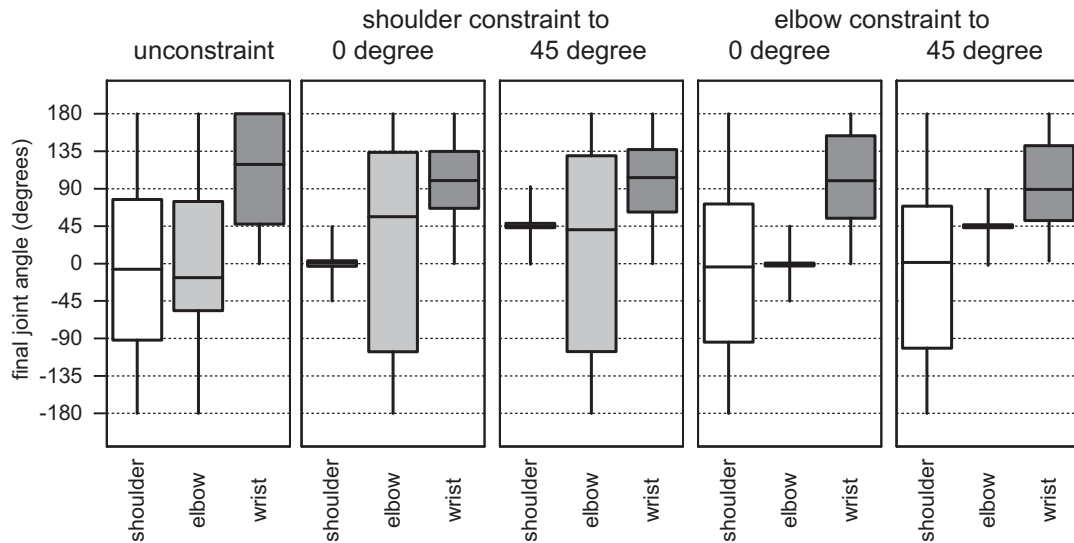 shoulder constraint to
elbow constraint to
unconstraint
0 degree
45 degree
0 degree
45 degree
final joint angle (degrees)
180
135
90
45
0
-45
-90
-135
-180
shoulder
elbow
wrist
shoulder
elbow
wrist
shoulder
elbow
wrist
shoulder
elbow
wrist
shoulder
elbow
wrist